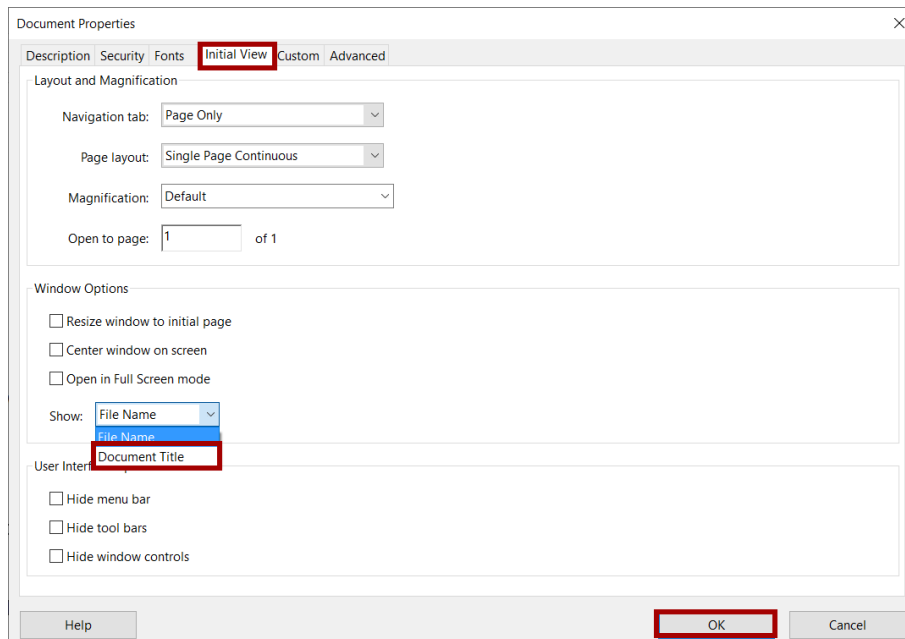 Document Properties
Description Security Fonts Initial View Custom Advanced
Layout and Magnification
Navigation tab: Page Only
Page layout: Single Page Continuous
Magnification: Default
Open to page: 1 of 1
Window Options
Resize window to initial page
Center window on screen
Open in Full Screen mode
Show: File Name
File Name
Document Title
User Interf
Hide menu bar
Hide tool bars
Hide window controls
Help OK Cancel